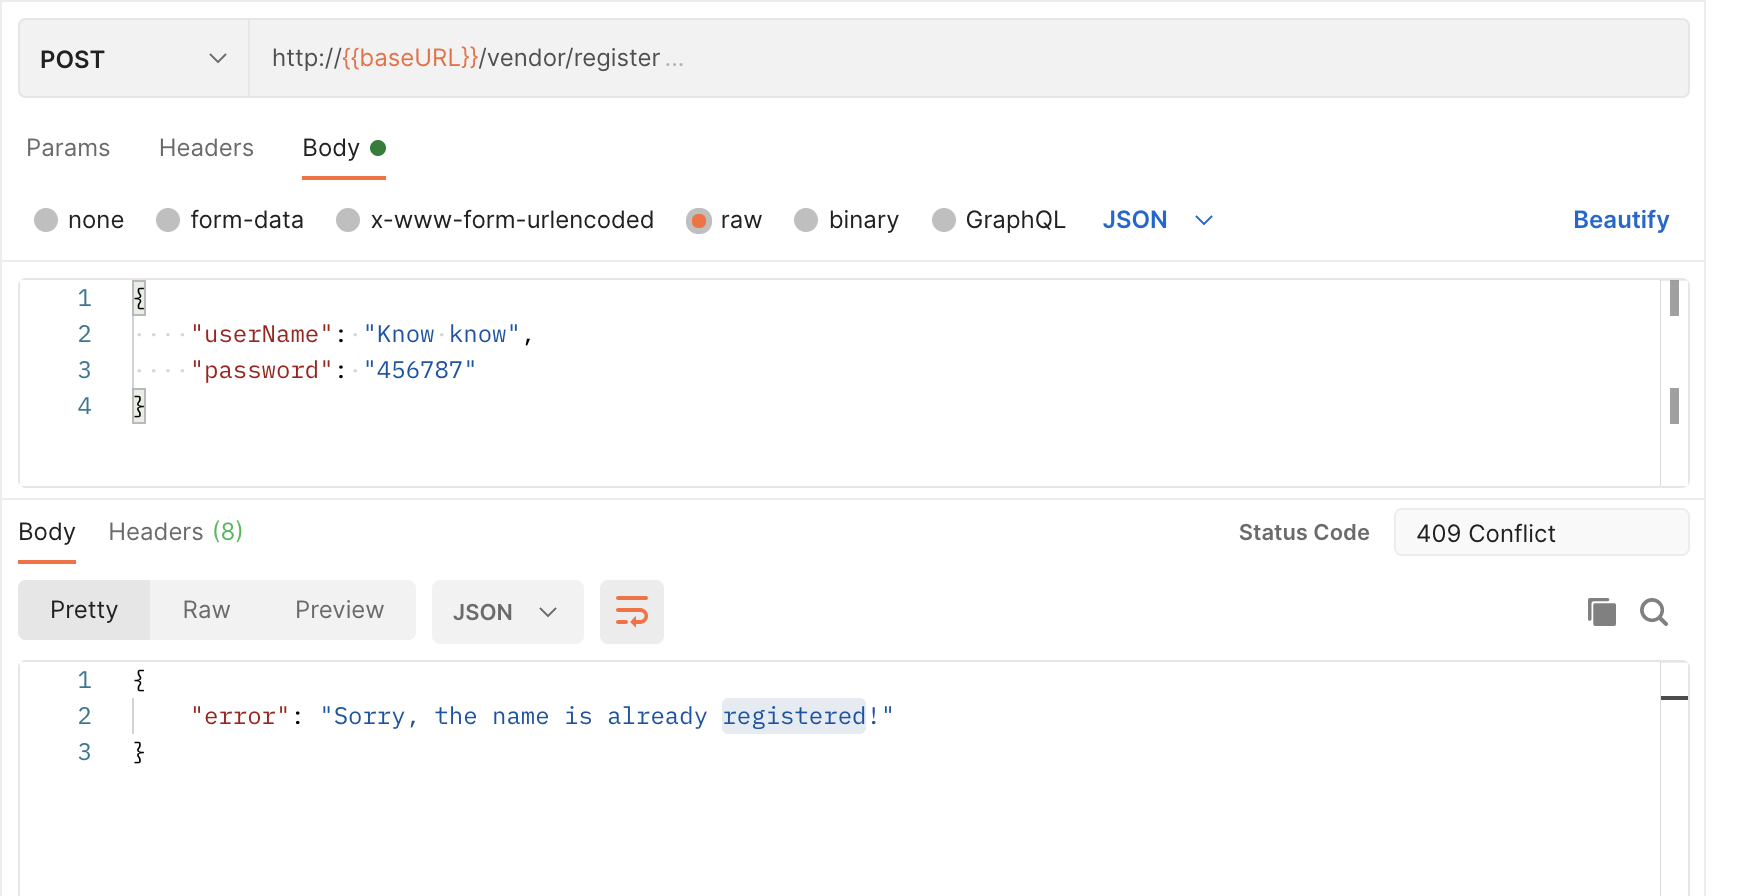 POST http://{{baseURL}}/vendor/register ...
Params Headers Body
none form-data x-www-form-urlencoded raw binary GraphQL JSON Beautify
1 {
2 "userName": "Know know",
3 "password": "456787"
4 }
Body Headers (8) Status Code 409 Conflict
Pretty Raw Preview JSON
1 {
2 "error": "Sorry, the name is already registered!"
3 }